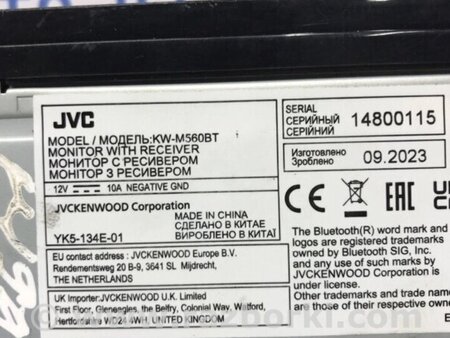 JVC
MODEL / МОДЕЛЬ:KW-M560BT
MONITOR WITH RECEIVER
МОНИТОР С РЕСИВЕРОМ
МОНІТОР З РЕСИВЕРОМ
12V 10A NEGATIVE GND
JVCKENWOOD Corporation
YK5-134E-01
MADE IN CHINA
СДЕЛАНО В КИТАЕ
ВИРОБЛЕНО В КИТАЇ
EU contact address : JVCKENWOOD Europe B.V.
Rendementsweg 20 B-9, 3641 SL Mijdrecht,
THE NETHERLANDS
UK Importer:JVCKENWOOD U.K. Limited
First Floor, Gleneagles, the Belfry, Colonial Way, Watford,
Hertfordshire WD24 4WH, UNITED KINGDOM
SERIAL
СЕРИЙНЫЙ
СЕРІЙНИЙ
14800115
Изготовлено
Зроблено
09.2023
CE
EAC
UK
The Bluetooth(R) word mark and
logos are registered trademarks
owned by Bluetooth SIG, Inc.
and any use of such marks by
JVCKENWOOD Corporation is
under license.
Other trademarks and trade
names are those of their